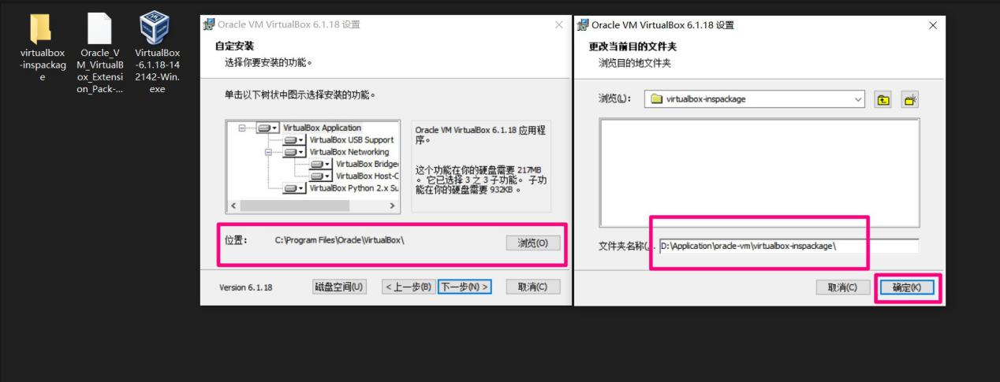 virtualbox
-inspackag
e
Oracle_V
M_VirtualB
ox_Extensi
on_Pack-...
VirtualBox
-6.1.18-14
2142-Win.
exe
Oracle VM VirtualBox 6.1.18 设置
自定安装
选择你要安装的功能。
单击以下树状中图示选择安装的功能。
VirtualBox Application
VirtualBox USB Support
VirtualBox Networking
VirtualBox Bridge
VirtualBox Host-C
VirtualBox Python 2.x Su
Oracle VM VirtualBox 6.1.18 应用程
序。
这个功能在你的硬盘需要 217MB
。 它已选择 3 之 3 子功能。 子功
能在你的硬盘需要 932KB 。
位置: C:\Program Files\Oracle\VirtualBox\
浏览(O)
Version 6.1.18
磁盘空间(U)
< 上一步(B)
下一步(N) >
取消(C)
Oracle VM VirtualBox 6.1.18 设置
更改当前目的文件夹
浏览目的地文件夹
浏览(L): virtualbox-inspackage
文件夹名称( D:\Application\oracle-vm\virtualbox-inspackage\
取消(C)
确定(K)